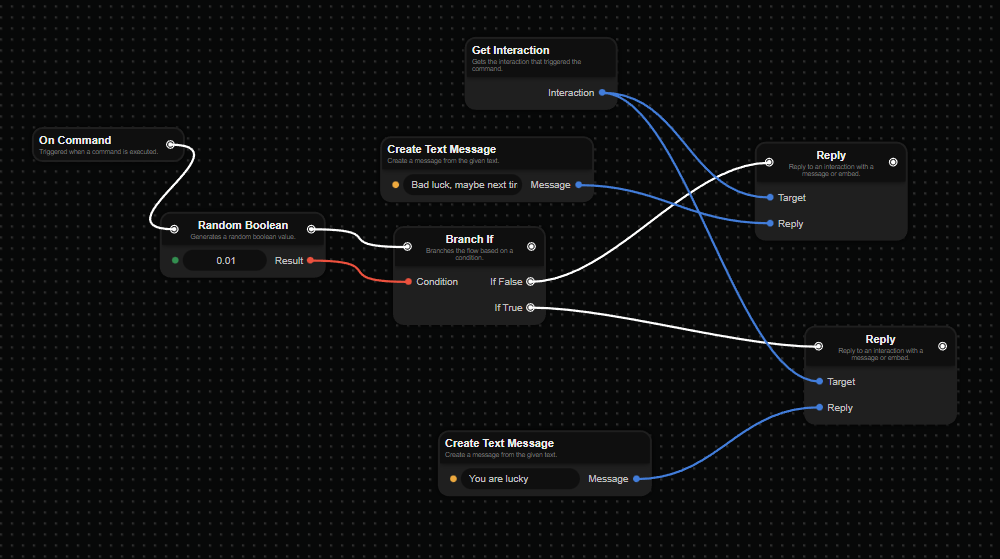 Get Interaction
Gets the interaction that triggered the
command.
Interaction
On Command
Triggered when a command is executed.
Create Text Message
Create a message from the given text.
Bad luck, maybe next tir
Message
Reply
Reply to an interaction with a
message or embed.
Target
Reply
Random Boolean
Generates a random boolean value.
0.01
Result
Branch If
Branches the flow based on a
condition.
Condition
If False
If True
Reply
Reply to an interaction with a
message or embed.
Target
Reply
Create Text Message
Create a message from the given text.
You are lucky
Message